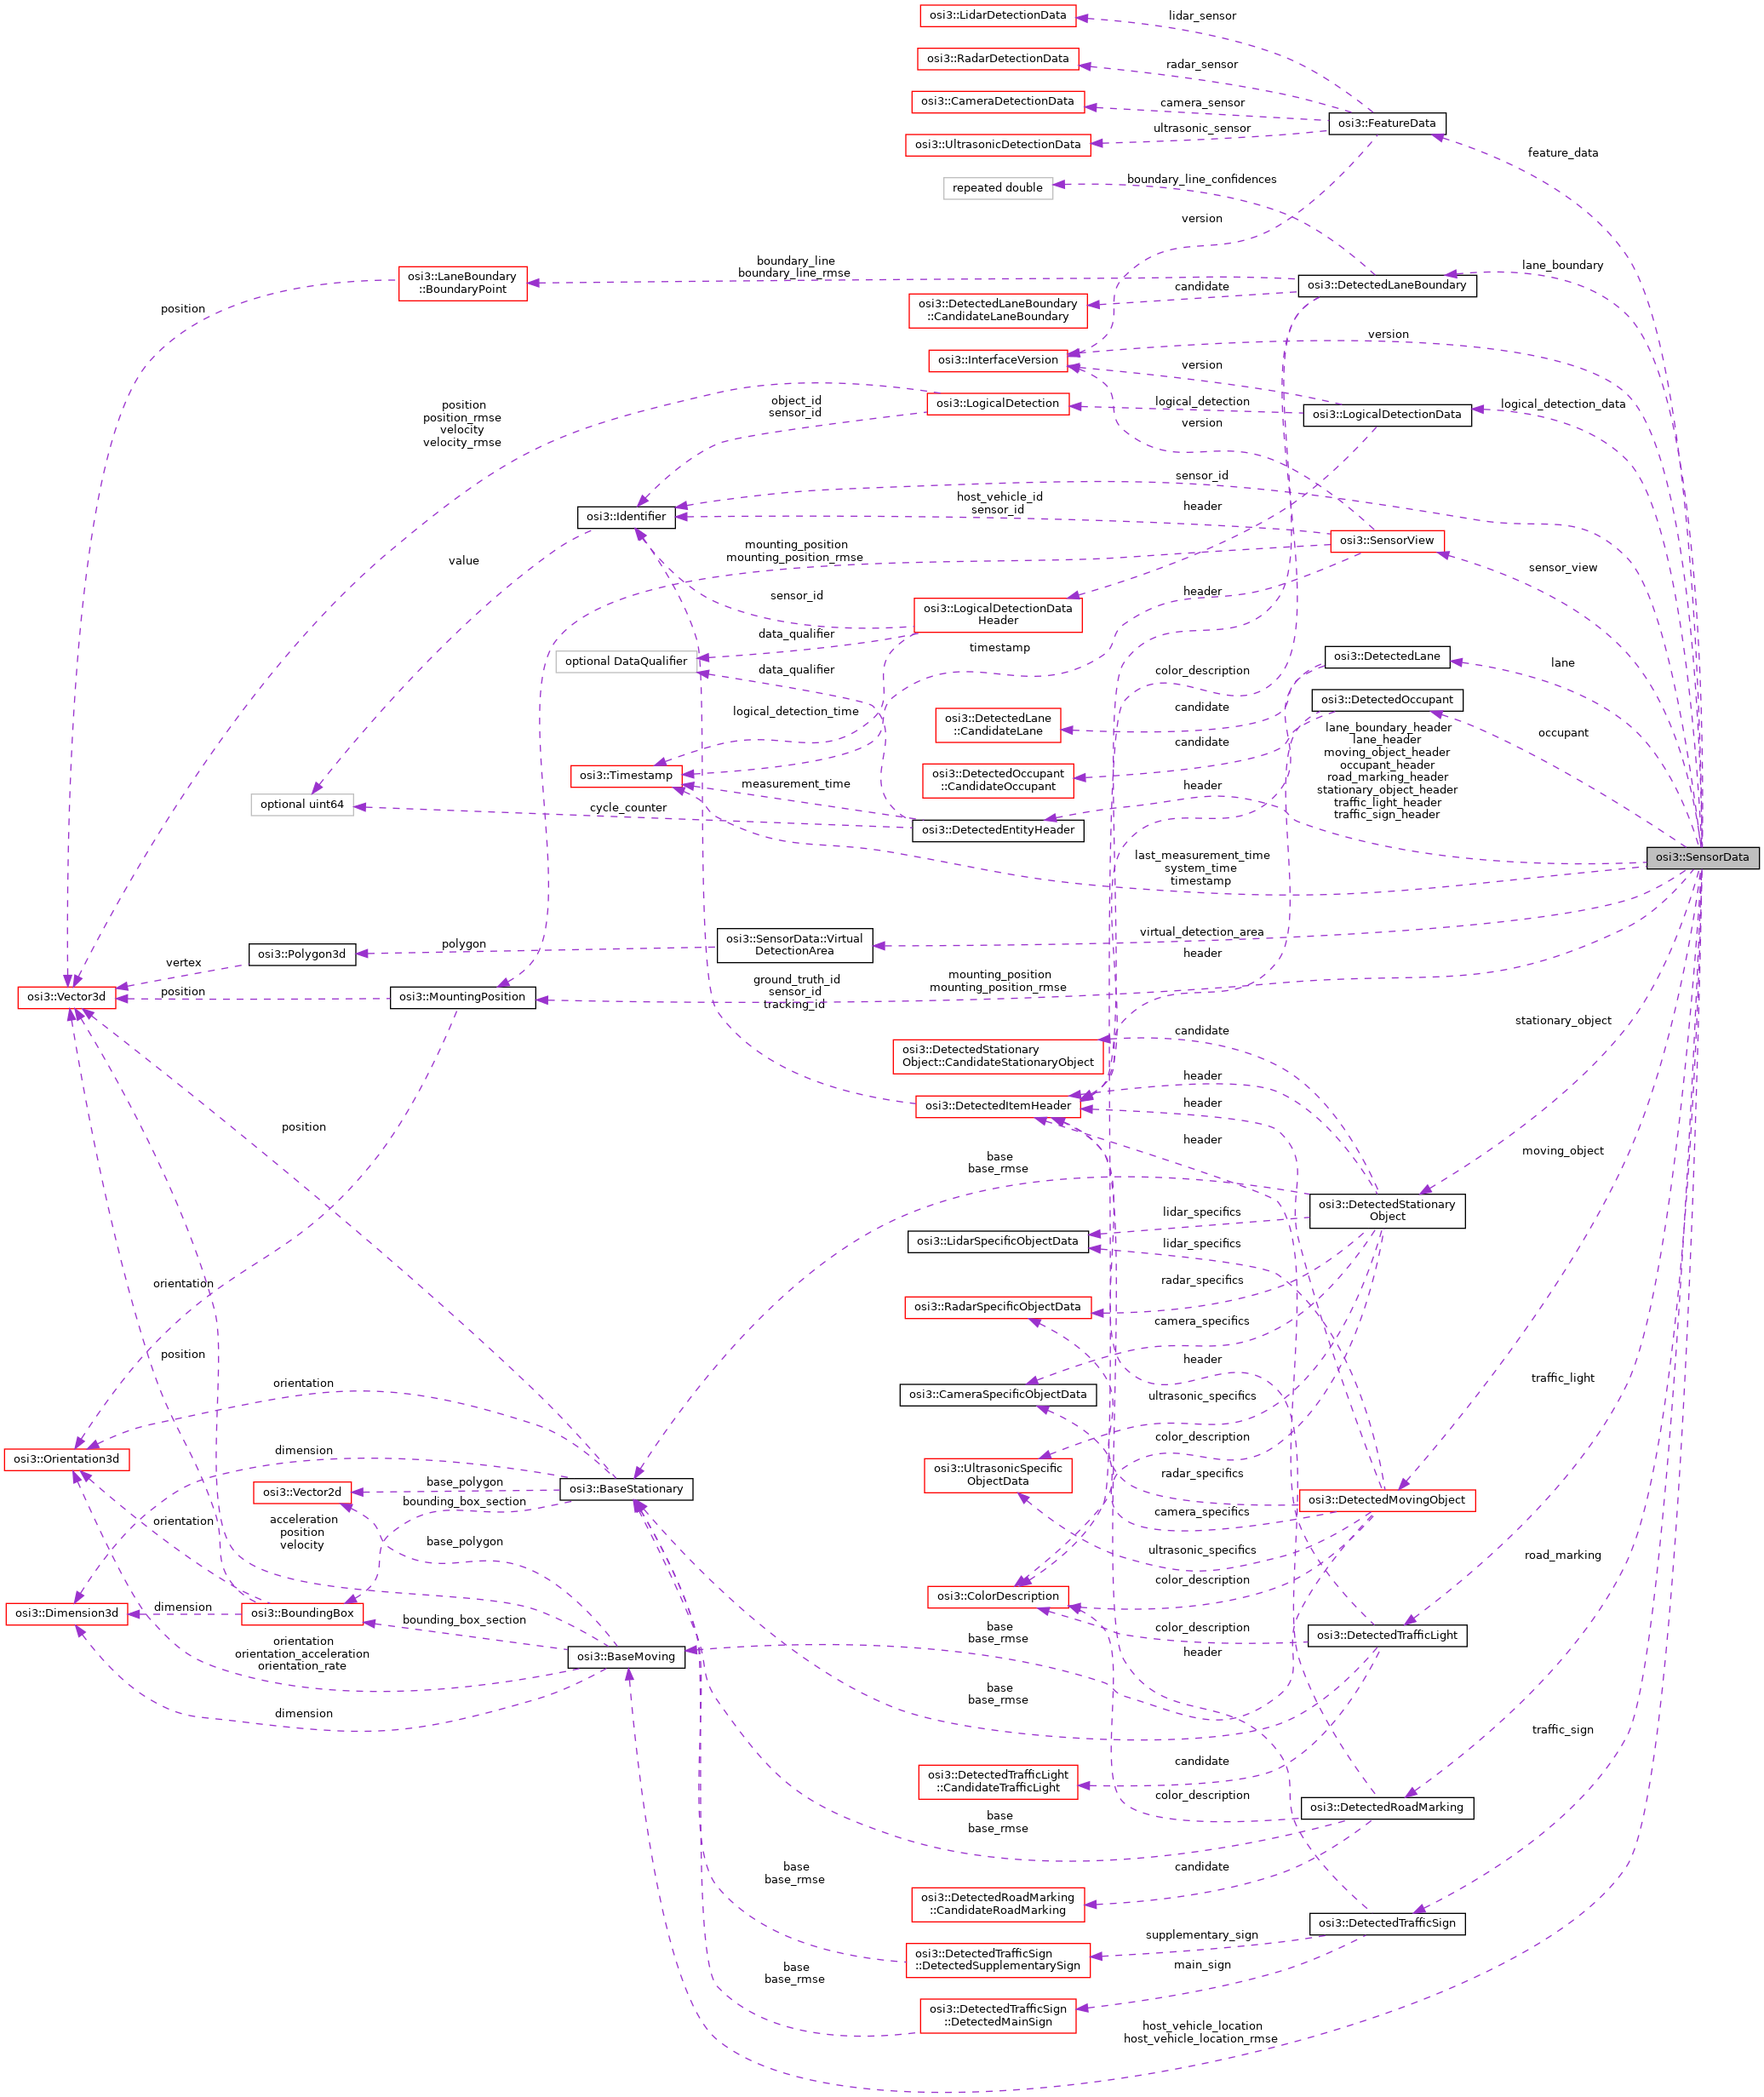 osi3::LidarDetectionData
lidar_sensor
osi3::RadarDetectionData
radar_sensor
osi3::CameraDetectionData
camera_sensor
osi3::FeatureData
ultrasonic_sensor
osi3::UltrasonicDetectionData
feature_data
boundary_line_confidences
repeated double
version
boundary_line
boundary_line_rmse
lane_boundary
osi3::LaneBoundary
::BoundaryPoint
osi3::DetectedLaneBoundary
candidate
position
osi3::DetectedLaneBoundary
::CandidateLaneBoundary
version
osi3::InterfaceVersion
version
position
position_rmse
velocity
velocity_rmse
object_id
sensor_id
osi3::LogicalDetection
logical_detection
logical_detection_data
osi3::LogicalDetectionData
version
sensor_id
host_vehicle_id
sensor_id
header
osi3::Identifier
osi3::SensorView
mounting_position
mounting_position_rmse
value
sensor_view
header
sensor_id
osi3::LogicalDetectionData
Header
data_qualifier
timestamp
optional DataQualifier
data_qualifier
color_description
osi3::DetectedLane
lane
osi3::DetectedOccupant
candidate
logical_detection_time
osi3::DetectedLane
::CandidateLane
occupant
lane_boundary_header
lane_header
moving_object_header
occupant_header
road_marking_header
stationary_object_header
traffic_light_header
traffic_sign_header
candidate
osi3::Timestamp
osi3::DetectedOccupant
::CandidateOccupant
measurement_time
header
optional uint64
cycle_counter
osi3::DetectedEntityHeader
last_measurement_time
system_time
timestamp
osi3::SensorData
virtual_detection_area
osi3::SensorData::Virtual
DetectionArea
polygon
osi3::Polygon3d
header
vertex
position
osi3::Vector3d
osi3::MountingPosition
ground_truth_id
sensor_id
tracking_id
mounting_position
mounting_position_rmse
stationary_object
candidate
osi3::DetectedStationary
Object::CandidateStationaryObject
header
header
osi3::DetectedItemHeader
position
header
moving_object
base
base_rmse
osi3::DetectedStationary
Object
lidar_specifics
osi3::LidarSpecificObjectData
lidar_specifics
orientation
radar_specifics
osi3::RadarSpecificObjectData
camera_specifics
position
header
orientation
osi3::CameraSpecificObjectData
ultrasonic_specifics
traffic_light
color_description
dimension
osi3::Orientation3d
osi3::UltrasonicSpecific
ObjectData
radar_specifics
base_polygon
osi3::Vector2d
osi3::BaseStationary
bounding_box_section
osi3::DetectedMovingObject
camera_specifics
orientation
acceleration
position
velocity
base_polygon
ultrasonic_specifics
road_marking
color_description
osi3::ColorDescription
dimension
osi3::Dimension3d
osi3::BoundingBox
bounding_box_section
base
base_rmse
color_description
osi3::DetectedTrafficLight
header
orientation
orientation_acceleration
orientation_rate
osi3::BaseMoving
base
base_rmse
dimension
traffic_sign
candidate
osi3::DetectedTrafficLight
::CandidateTrafficLight
color_description
osi3::DetectedRoadMarking
base
base_rmse
base
base_rmse
candidate
osi3::DetectedRoadMarking
::CandidateRoadMarking
osi3::DetectedTrafficSign
supplementary_sign
osi3::DetectedTrafficSign
::DetectedSupplementarySign
main_sign
base
base_rmse
osi3::DetectedTrafficSign
::DetectedMainSign
host_vehicle_location
host_vehicle_location_rmse